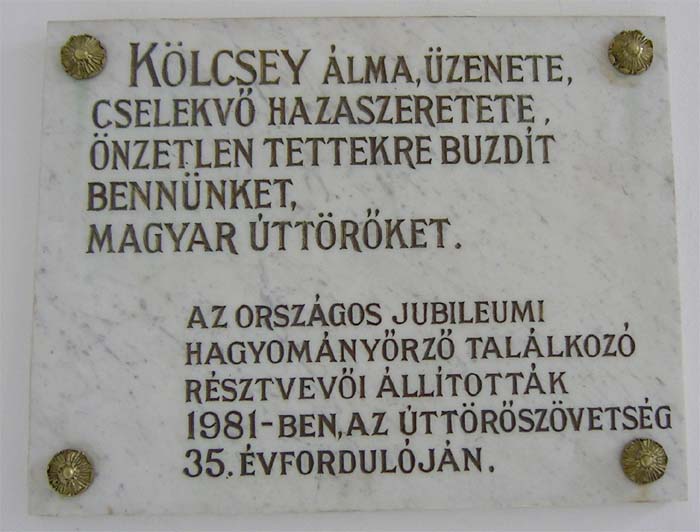 KÖLCSEY ÁLMA, ÜZENETE,
CSELEKVŐ HAZASZERETETE,
ÖNZETLEN TETTEKRE BUZDÍT
BENNÜNKET,
MAGYAR ÚTTÖRŐKET.
AZ ORSZÁGOS JUBILEUMI
HAGYOMÁNYŐRZŐ TALÁLKOZÓ
RÉSZTVEVŐI ÁLLÍTOTTÁK
1981-BEN, AZ ÚTTÖRŐSZÖVETSÉG
35. ÉVFORDULÓJÁN.